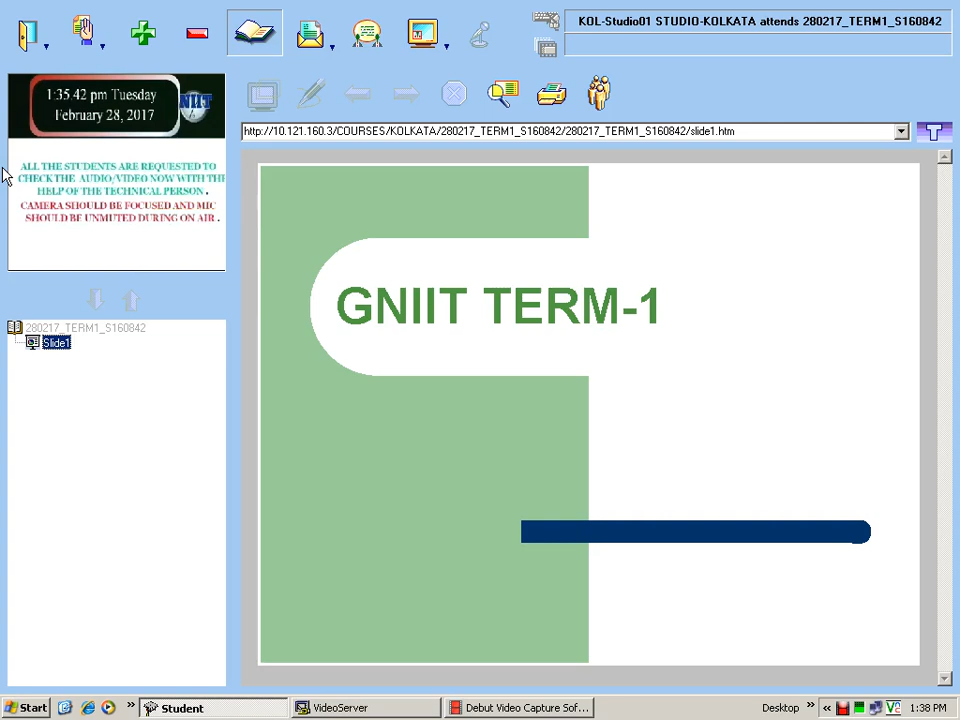 KOL-Studio01 STUDIO-KOLKATA attends 280217_TERM1_S160842
1:35.42 pm Tuesday
February 28, 2017
NIIT
ALL THE STUDENTS ARE REQUESTED TO
CHECK THE AUDIO/VIDEO NOW WITH THE
HELP OF THE TECHNICAL PERSON .
CAMERA SHOULD BE FOCUSED AND MIC
SHOULD BE UNMUTED DURING ON AIR .
http://10.121.160.3/COURSES/KOLKATA/280217_TERM1_S160842/280217_TERM1_S160842/slide1.htm
T
280217_TERM1_S160842
Slide1
GNIIT TERM-1
Start
Student
VideoServer
Debut Video Capture Sof...
Desktop
1:38 PM